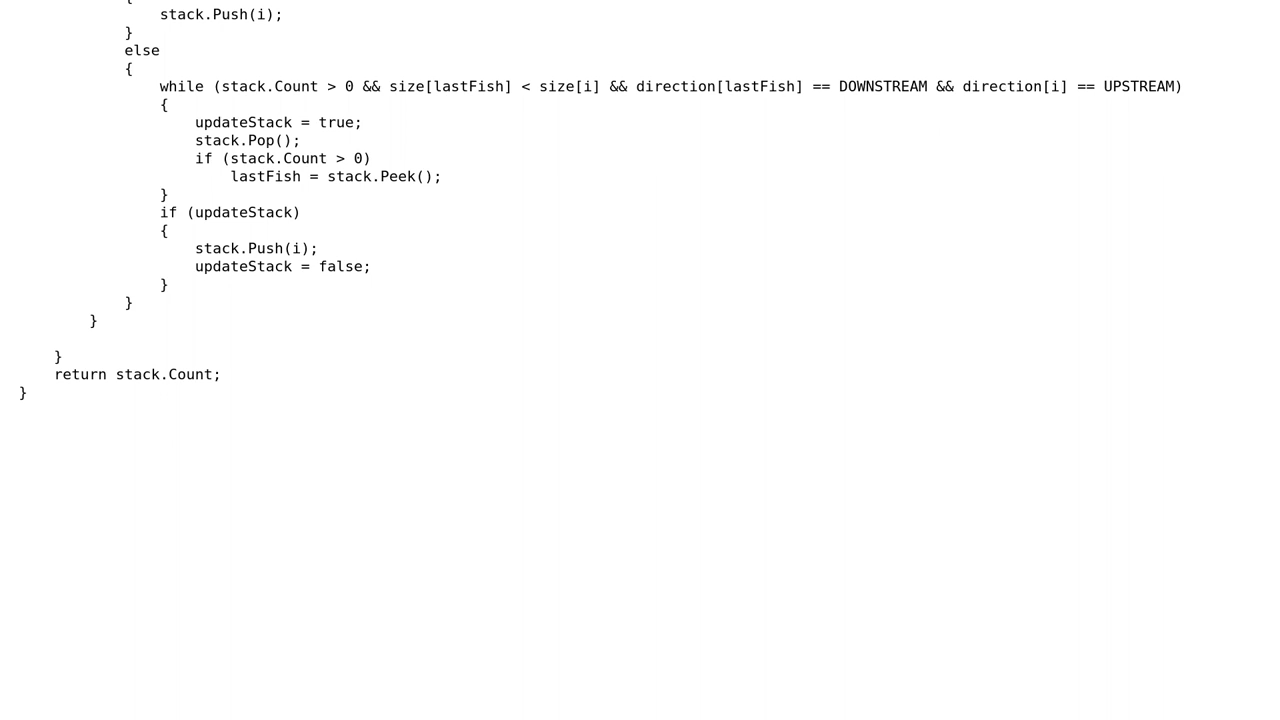 {
stack.Push(i);
}
else
{
while (stack.Count > 0 && size[lastFish] < size[i] && direction[lastFish] == DOWNSTREAM && direction[i] == UPSTREAM)
{
updateStack = true;
stack.Pop();
if (stack.Count > 0)
lastFish = stack.Peek();
}
if (updateStack)
{
stack.Push(i);
updateStack = false;
}
}
}
}
return stack.Count;
}